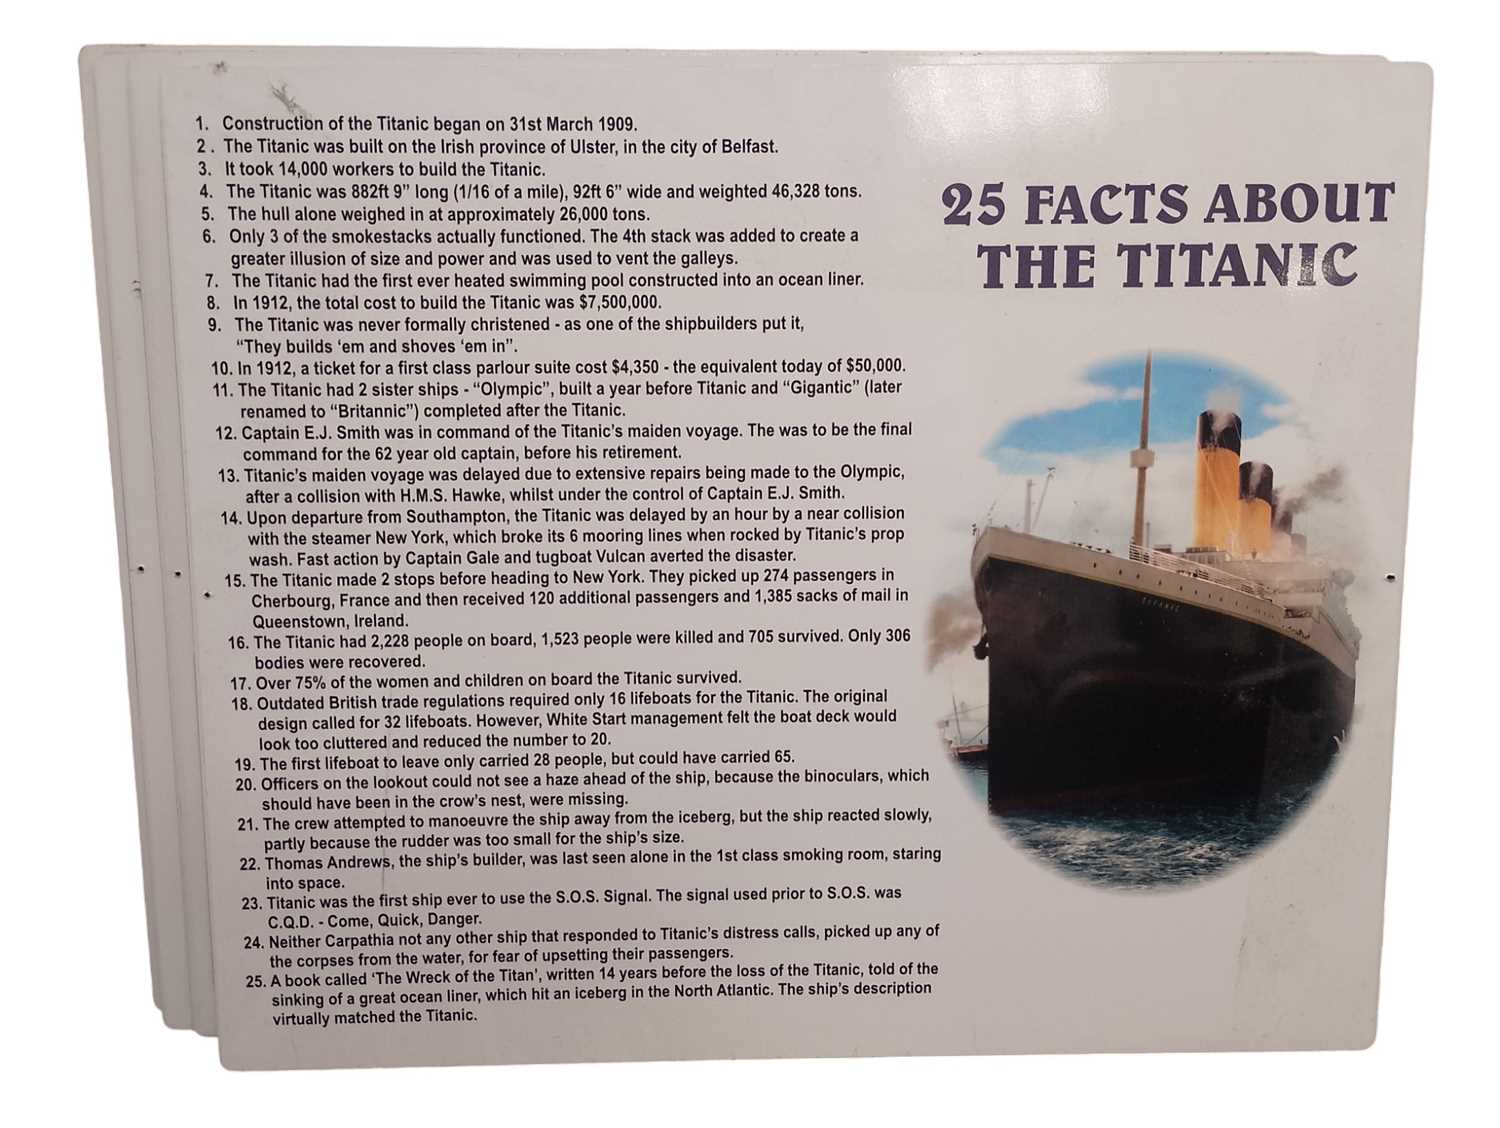 25 FACTS ABOUT
THE TITANIC
1. Construction of the Titanic began on 31st March 1909.
2 . The Titanic was built on the Irish province of Ulster, in the city of Belfast.
3. It took 14,000 workers to build the Titanic.
4. The Titanic was 882ft 9” long (1/16 of a mile), 92ft 6” wide and weighted 46,328 tons.
5. The hull alone weighed in at approximately 26,000 tons.
6. Only 3 of the smokestacks actually functioned. The 4th stack was added to create a
greater illusion of size and power and was used to vent the galleys.
7. The Titanic had the first ever heated swimming pool constructed into an ocean liner.
8. In 1912, the total cost to build the Titanic was $7,500,000.
9. The Titanic was never formally christened - as one of the shipbuilders put it,
“They builds ‘em and shoves ‘em in”.
10. In 1912, a ticket for a first class parlour suite cost $4,350 - the equivalent today of $50,000.
11. The Titanic had 2 sister ships - “Olympic”, built a year before Titanic and “Gigantic” (later
renamed to “Britannic”) completed after the Titanic.
12. Captain E.J. Smith was in command of the Titanic’s maiden voyage. The was to be the final
command for the 62 year old captain, before his retirement.
13. Titanic’s maiden voyage was delayed due to extensive repairs being made to the Olympic,
after a collision with H.M.S. Hawke, whilst under the control of Captain E.J. Smith.
14. Upon departure from Southampton, the Titanic was delayed by an hour by a near collision
with the steamer New York, which broke its 6 mooring lines when rocked by Titanic’s prop
wash. Fast action by Captain Gale and tugboat Vulcan averted the disaster.
15. The Titanic made 2 stops before heading to New York. They picked up 274 passengers in
Cherbourg, France and then received 120 additional passengers and 1,385 sacks of mail in
Queenstown, Ireland.
16. The Titanic had 2,228 people on board, 1,523 people were killed and 705 survived. Only 306
bodies were recovered.
17. Over 75% of the women and children on board the Titanic survived.
18. Outdated British trade regulations required only 16 lifeboats for the Titanic. The original
design called for 32 lifeboats. However, White Start management felt the boat deck would
look too cluttered and reduced the number to 20.
19. The first lifeboat to leave only carried 28 people, but could have carried 65.
20. Officers on the lookout could not see a haze ahead of the ship, because the binoculars, which
should have been in the crow’s nest, were missing.
21. The crew attempted to manoeuvre the ship away from the iceberg, but the ship reacted slowly,
partly because the rudder was too small for the ship’s size.
22. Thomas Andrews, the ship’s builder, was last seen alone in the 1st class smoking room, staring
into space.
23. Titanic was the first ship ever to use the S.O.S. Signal. The signal used prior to S.O.S. was
C.Q.D. - Come, Quick, Danger.
24. Neither Carpathia not any other ship that responded to Titanic’s distress calls, picked up any of
the corpses from the water, for fear of upsetting their passengers.
25. A book called ‘The Wreck of the Titan’, written 14 years before the loss of the Titanic, told of the
sinking of a great ocean liner, which hit an iceberg in the North Atlantic. The ship’s description
virtually matched the Titanic.
TITANIC